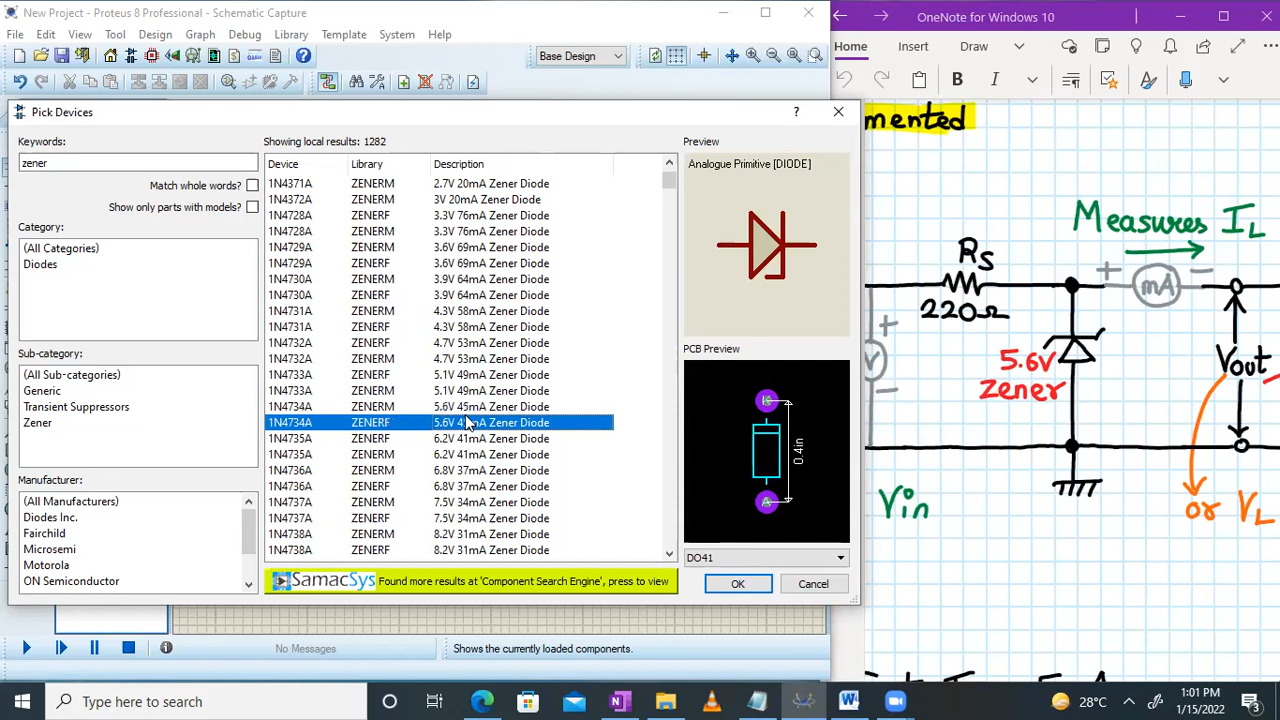 New Project - Proteus 8 Professional - Schematic Capture
File Edit View Tool Design Graph Debug Library Template System Help
Base Design
Pick Devices
?
Keywords:
zener
Match whole words?
Show only parts with models?
Category:
(All Categories)
Diodes
Sub-category:
(All Sub-categories)
Generic
Transient Suppressors
Zener
Manufacturer:
(All Manufacturers)
Diodes Inc.
Fairchild
Microsemi
Motorola
ON Semiconductor
Showing local results: 1282
Device Library Description
1N4371A ZENERM 2.7V 20mA Zener Diode
1N4372A ZENERM 3V 20mA Zener Diode
1N4728A ZENERF 3.3V 76mA Zener Diode
1N4728A ZENERM 3.3V 76mA Zener Diode
1N4729A ZENERF 3.6V 69mA Zener Diode
1N4729A ZENERM 3.6V 69mA Zener Diode
1N4730A ZENERM 3.9V 64mA Zener Diode
1N4730A ZENERF 3.9V 64mA Zener Diode
1N4731A ZENERM 4.3V 58mA Zener Diode
1N4731A ZENERF 4.3V 58mA Zener Diode
1N4732A ZENERF 4.7V 53mA Zener Diode
1N4732A ZENERM 4.7V 53mA Zener Diode
1N4733A ZENERF 5.1V 49mA Zener Diode
1N4733A ZENERM 5.1V 49mA Zener Diode
1N4734A ZENERM 5.6V 45mA Zener Diode
1N4734A ZENERF 5.6V Zener Diode
1N4735A ZENERF 6.2V 41mA Zener Diode
1N4735A ZENERM 6.2V 41mA Zener Diode
1N4736A ZENERM 6.8V 37mA Zener Diode
1N4736A ZENERF 6.8V 37mA Zener Diode
1N4737A ZENERM 7.5V 34mA Zener Diode
1N4737A ZENERF 7.5V 34mA Zener Diode
1N4738A ZENERM 8.2V 31mA Zener Diode
1N4738A ZENERF 8.2V 31mA Zener Diode
SamacSys Found more results at 'Component Search Engine', press to view
Preview
Analogue Primitive [DIODE]
PCB Preview
K
0.4in
A
DO41
OK Cancel
No Messages
Shows the currently loaded components.
OneNote for Windows 10
Home Insert Draw
B I
mented
Measures IL
RS
220Ω
+ mA -
V + -
5.6V
zener
Vout
Vin
or VL
Type here to search
28°C
1:01 PM
1/15/2022
3